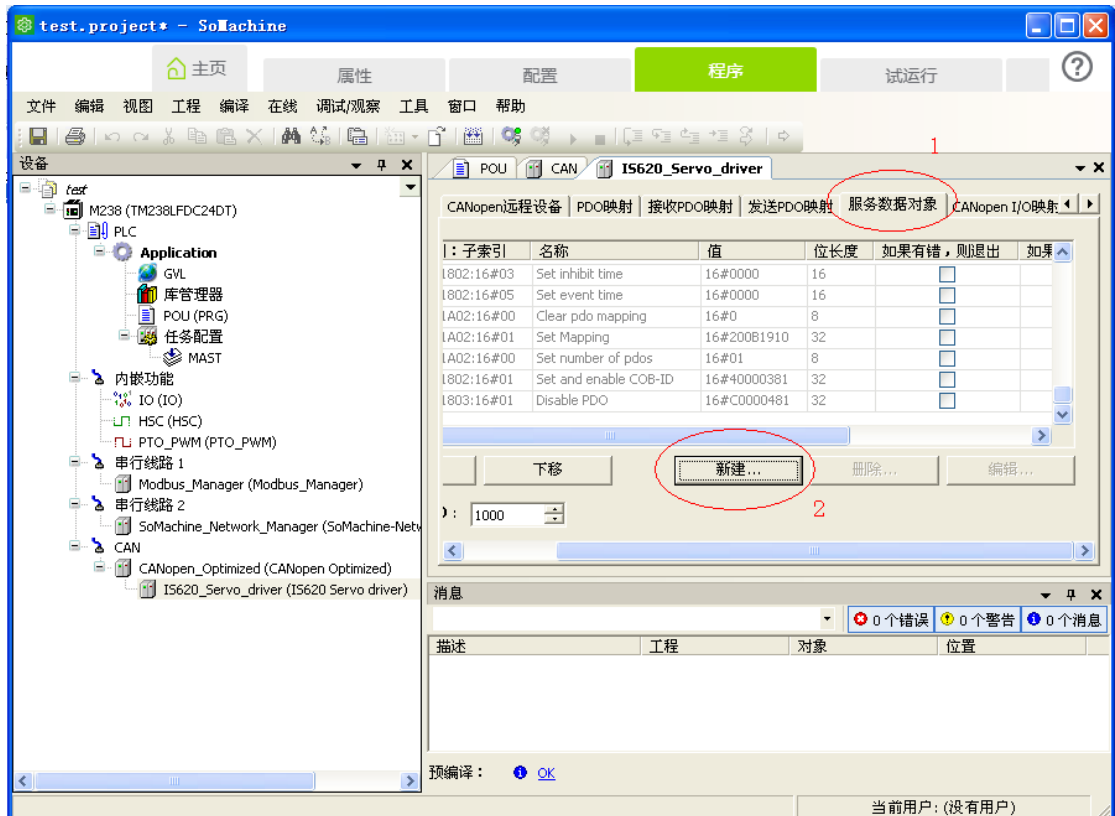 test.project* - SoMachine
主页
属性
配置
程序
试运行
?
文件 编辑 视图 工程 编译 在线 调试/观察 工具 窗口 帮助
设备
test
M238 (TM238LFDC24DT)
PLC
Application
GVL
库管理器
POU (PRG)
任务配置
MAST
内嵌功能
IO (IO)
HSC (HSC)
PTO_PWM (PTO_PWM)
串行线路 1
Modbus_Manager (Modbus_Manager)
串行线路 2
SoMachine_Network_Manager (SoMachine-Netw
CAN
CANopen_Optimized (CANopen Optimized)
IS620_Servo_driver (IS620 Servo driver)
1
POU CAN IS620_Servo_driver
CANopen远程设备 PDO映射 接收PDO映射 发送PDO映射 服务数据对象 CANopen I/O映射
：子索引 名称 值 位长度 如果有错，则退出 如果
1802:16#03 Set inhibit time 16#0000 16
1802:16#05 Set event time 16#0000 16
1A02:16#00 Clear pdo mapping 16#0 8
1A02:16#01 Set Mapping 16#200B1910 32
1A02:16#00 Set number of pdos 16#01 8
1802:16#01 Set and enable COB-ID 16#40000381 32
1803:16#01 Disable PDO 16#C0000481 32
下移 新建... 删除... 编辑...
2
): 1000
消息
0 个错误 0 个警告 0 个消息
描述 工程 对象 位置
预编译： OK
当前用户: (没有用户)